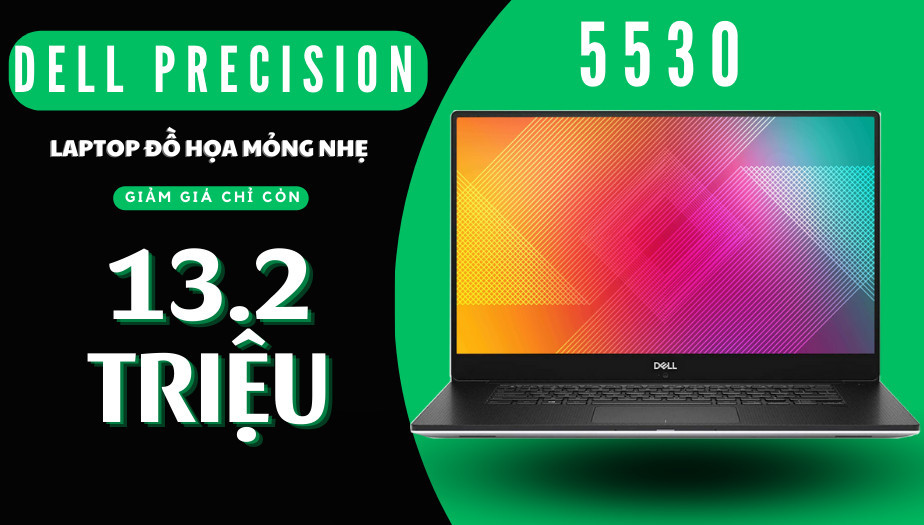 DELL PRECISION
5530
LAPTOP ĐỒ HỌA MỎNG NHẸ
GIẢM GIÁ CHỈ CÒN
13.2
TRIỆU
DELL